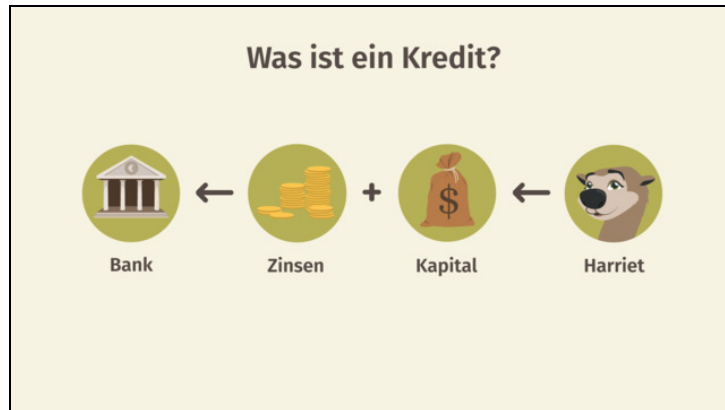 Was ist ein Kredit?
Bank Zinsen + Kapital Harriet
$